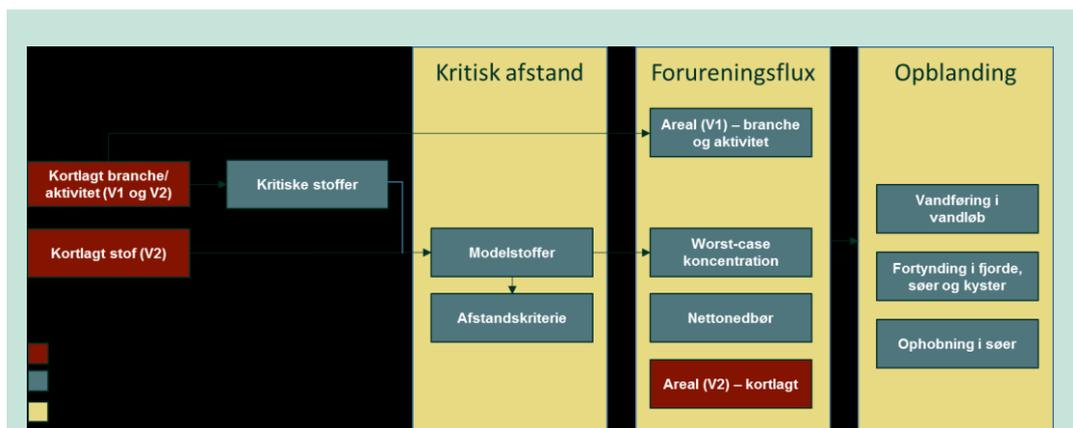 Kritisk afstand
Forureningsflux
Opblanding
Areal (V1) – branche
og aktivitet
Kortlagt branche/
aktivitet (V1 og V2)
Kritiske stoffer
Vandføring i
vandløb
Kortlagt stof (V2)
Modelstoffer
Worst-case
koncentration
Fortynding i fjorde,
søer og kyster
Afstandskriterie
Nettonedbør
Ophobning i søer
Areal (V2) – kortlagt